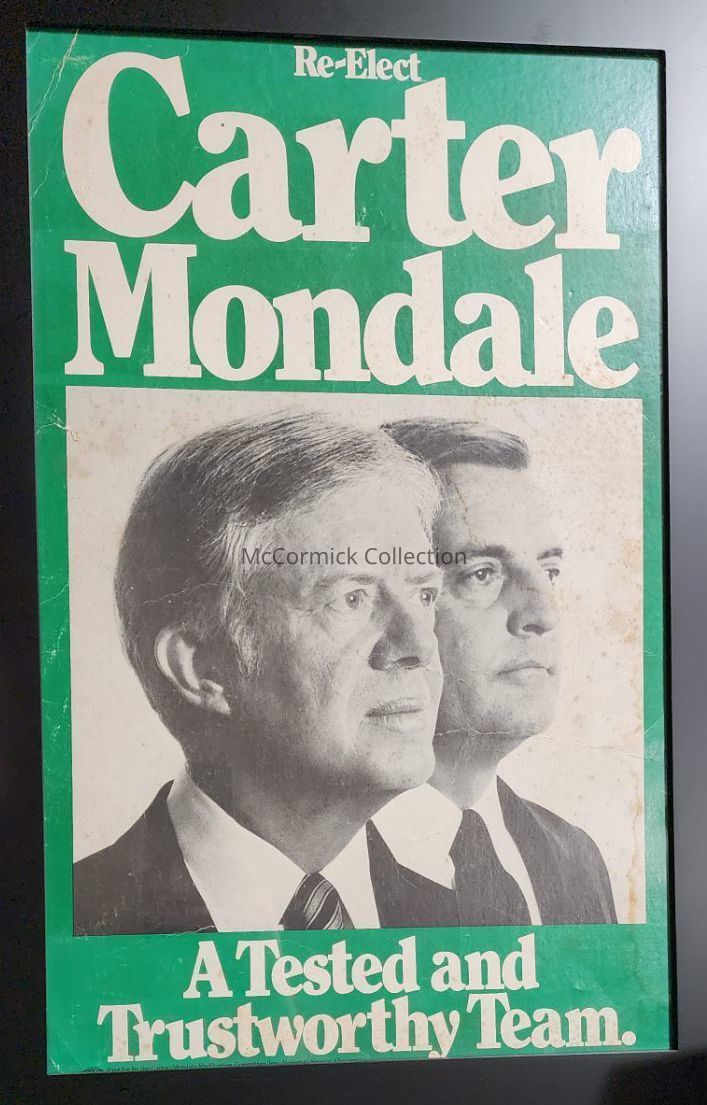 Re-Elect
Carter
Mondale
McCormick Collection
A Tested and
Trustworthy Team.